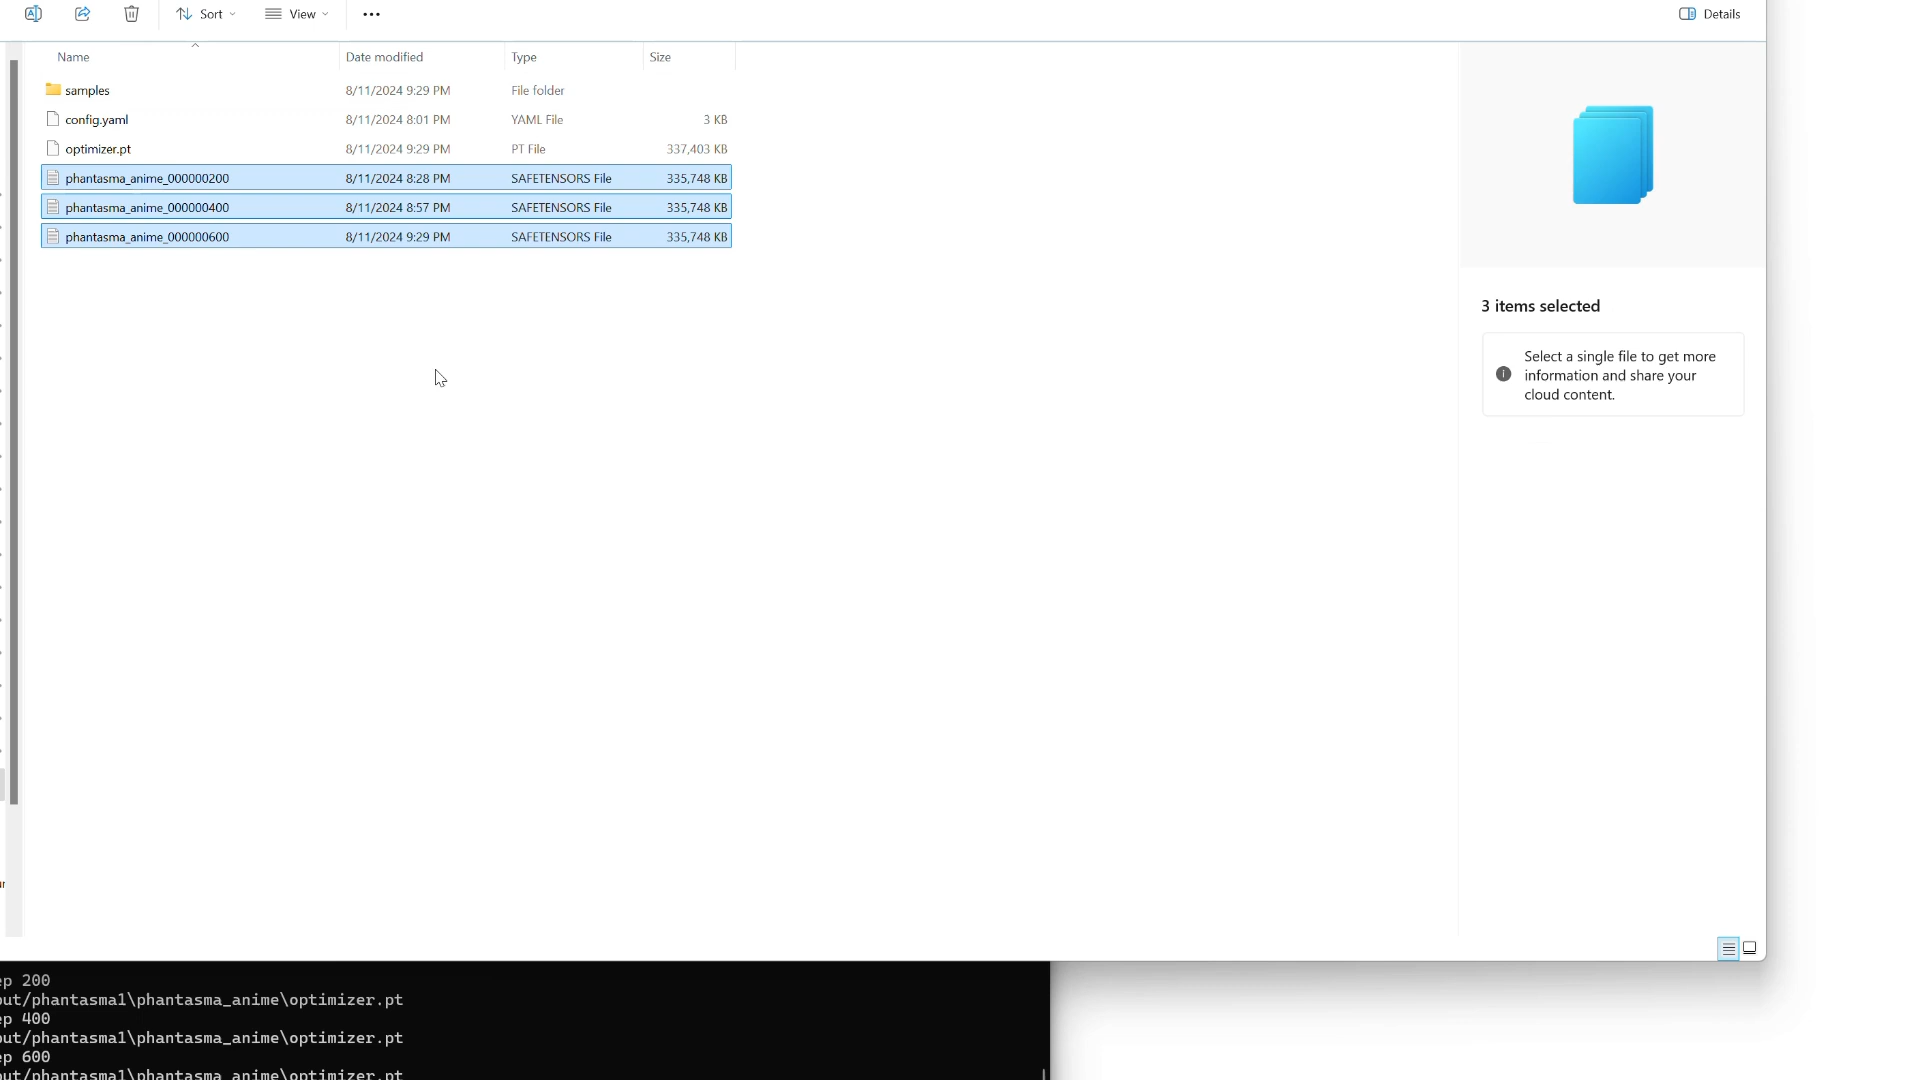 Sort
View
Details
Name
Date modified
Type
Size
samples
8/11/2024 9:29 PM
File folder
config.yaml
8/11/2024 8:01 PM
YAML File
3 KB
optimizer.pt
8/11/2024 9:29 PM
PT File
337,403 KB
phantasma_anime_000000200
8/11/2024 8:28 PM
SAFETENSORS File
335,748 KB
phantasma_anime_000000400
8/11/2024 8:57 PM
SAFETENSORS File
335,748 KB
phantasma_anime_000000600
8/11/2024 9:29 PM
SAFETENSORS File
335,748 KB
3 items selected
Select a single file to get more
information and share your
cloud content.
ep 200
out/phantasma1\phantasma_anime\optimizer.pt
ep 400
out/phantasma1\phantasma_anime\optimizer.pt
ep 600
out/phantasma1\phantasma_anime\optimizer.pt